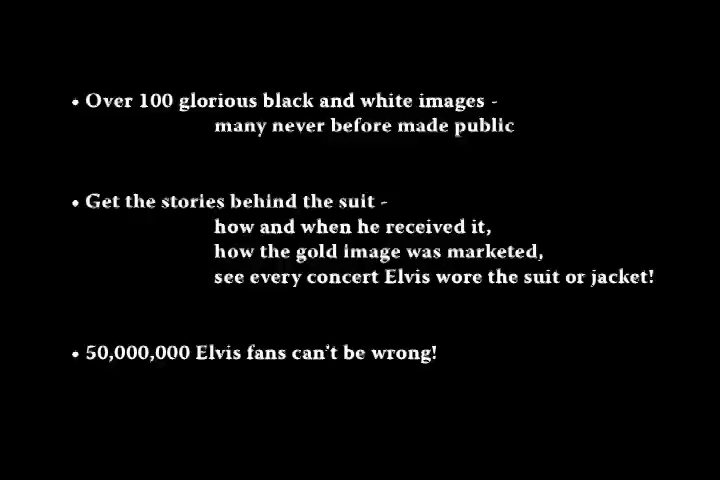 • Over 100 glorious black and white images -
many never before made public
• Get the stories behind the suit -
how and when he received it,
how the gold image was marketed,
see every concert Elvis wore the suit or jacket!
• 50,000,000 Elvis fans can't be wrong!